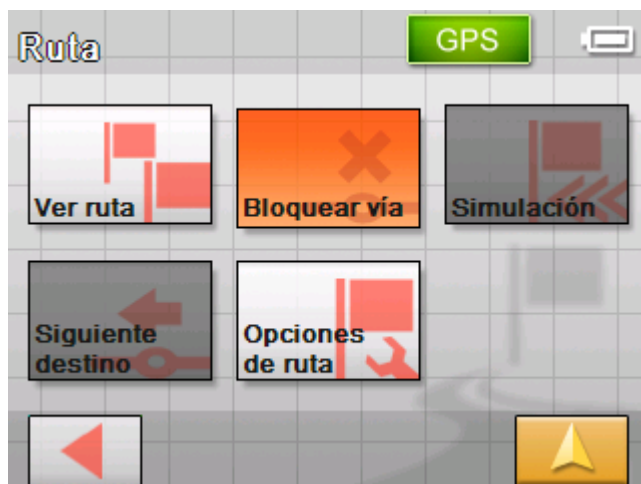 Ruta
GPS
Ver ruta
Bloquear vía
Simulación
Siguiente
destino
Opciones
de ruta